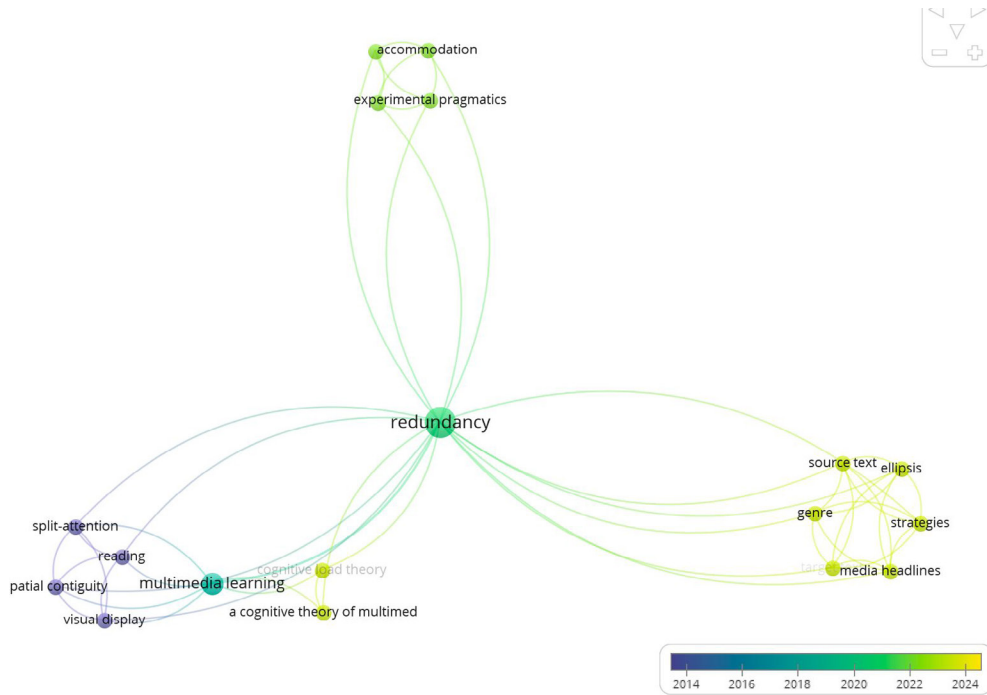 accommodation
experimental pragmatics
redundancy
source text
ellipsis
genre
strategies
media headlines
split-attention
reading
cognitive load theory
patial contiguity
multimedia learning
visual display
a cognitive theory of multimed
2014 2016 2018 2020 2022 2024